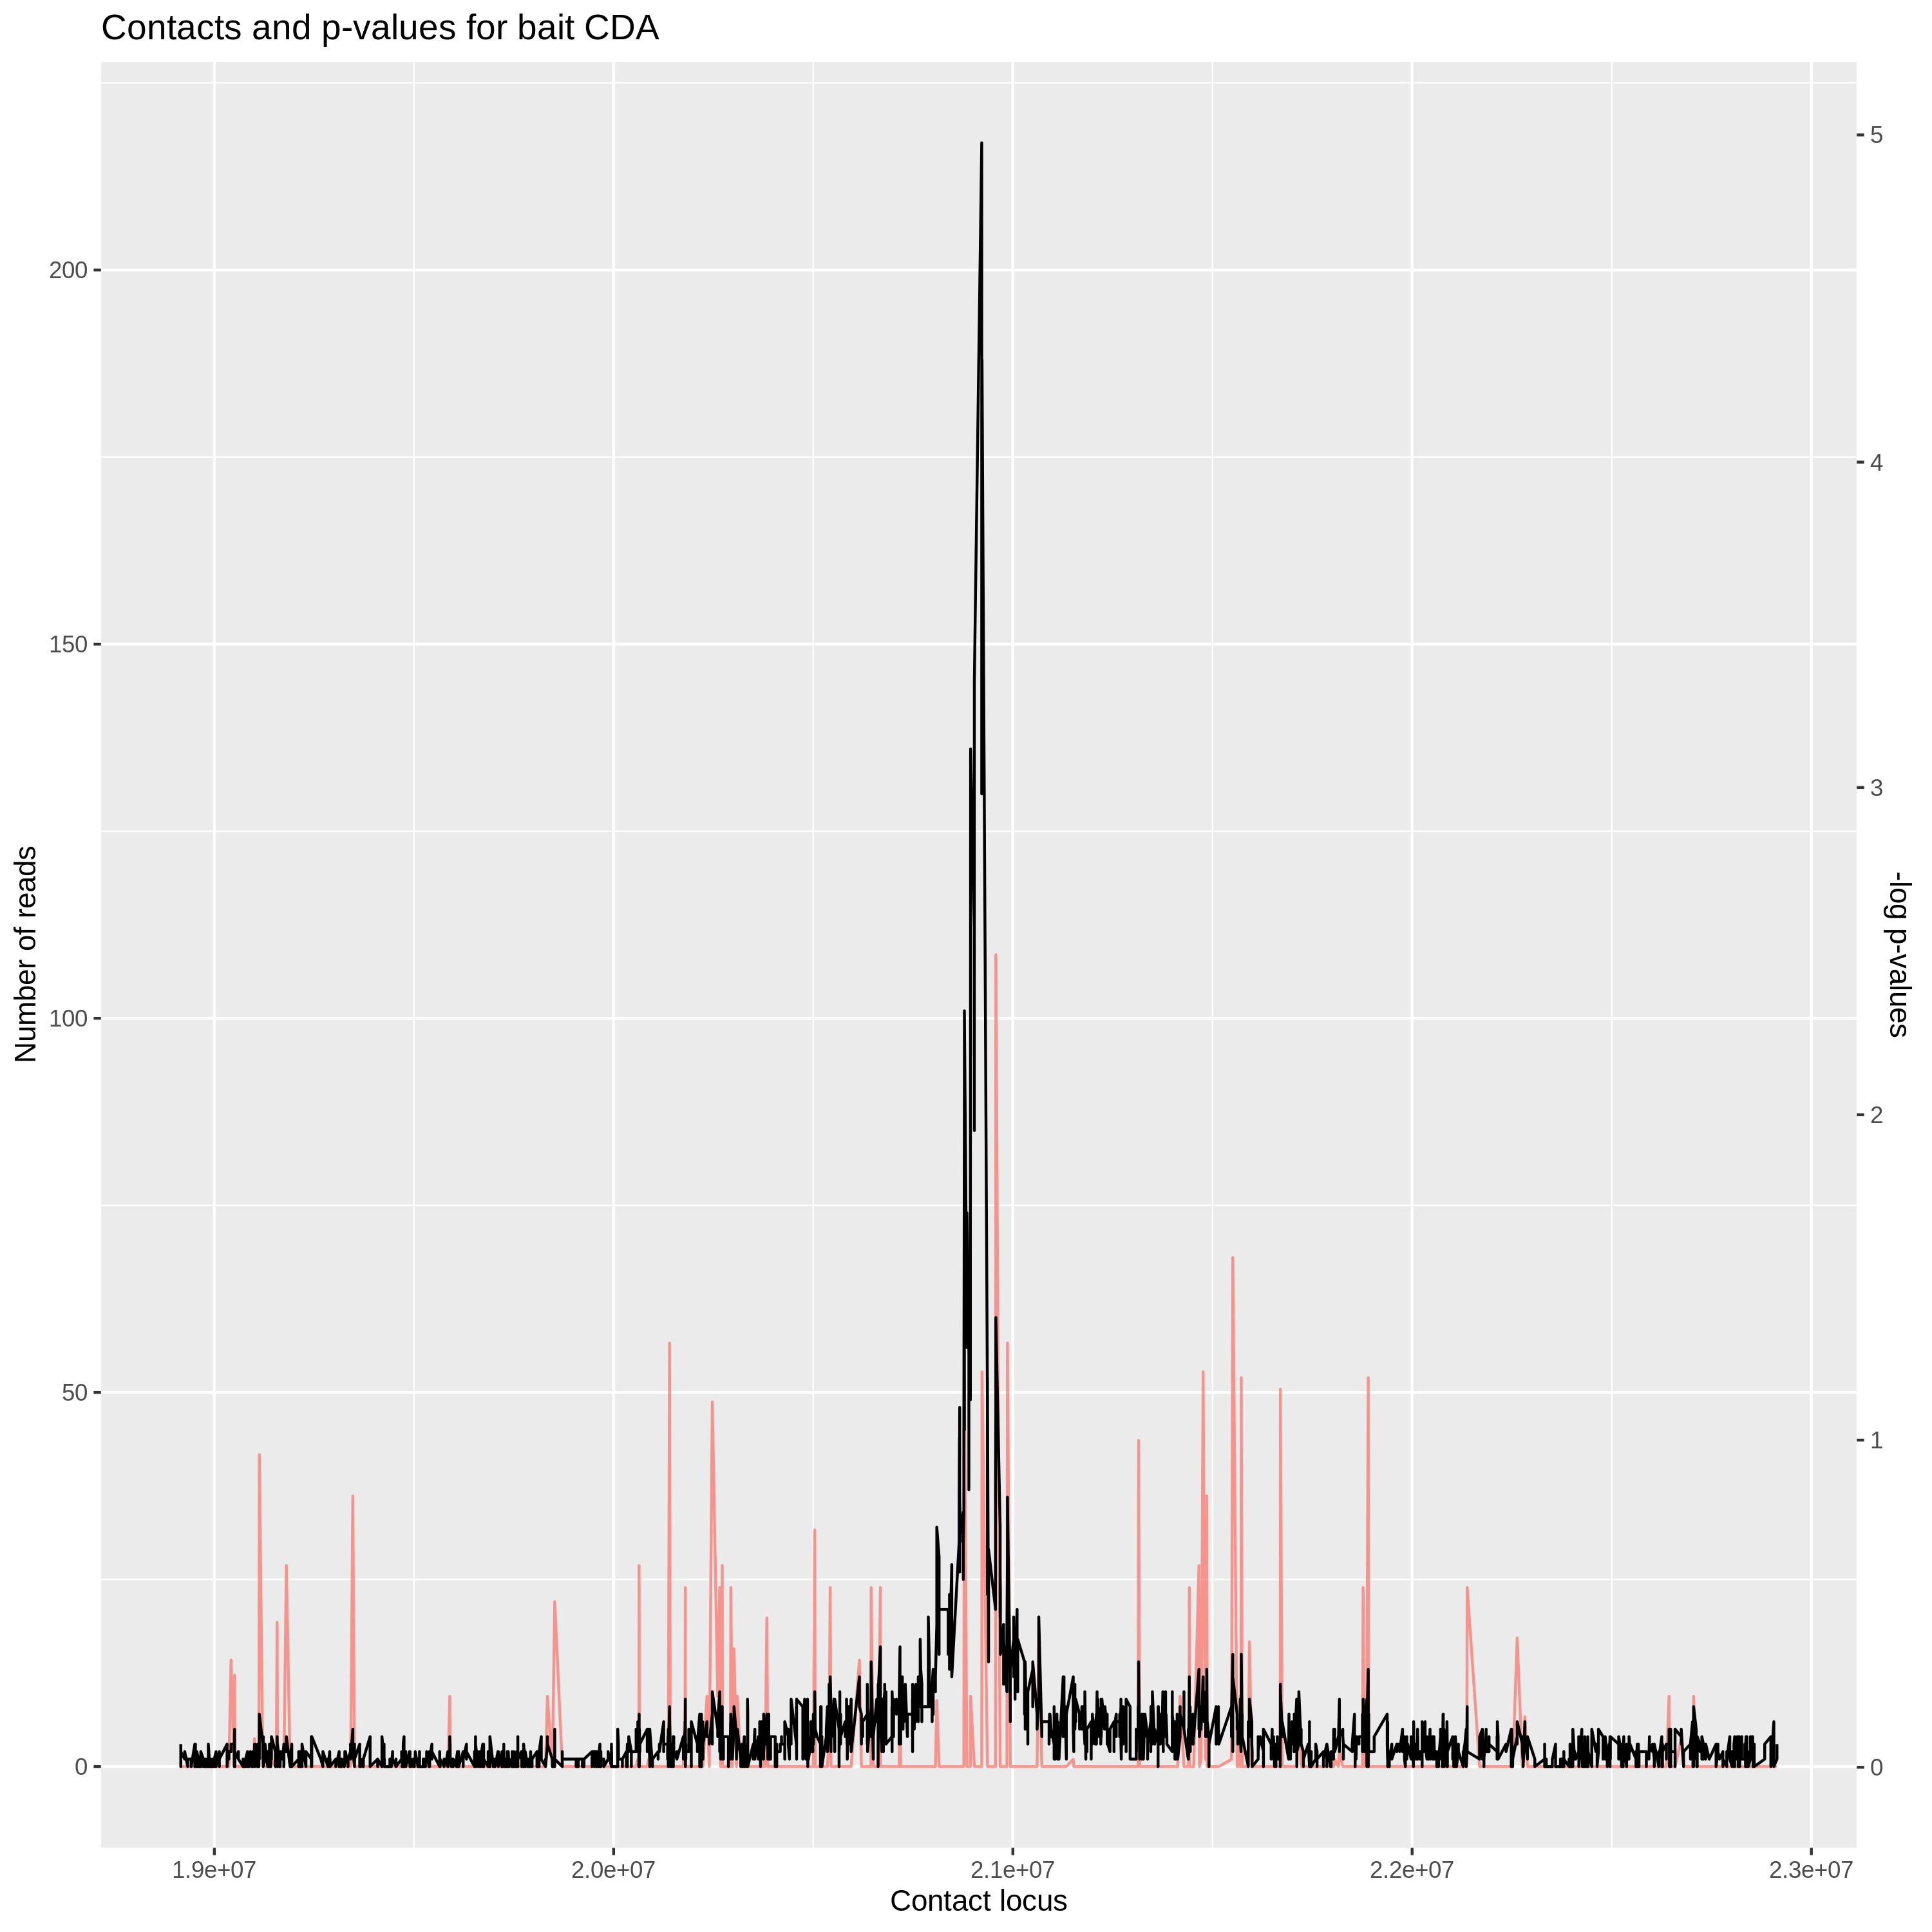 Contacts and p-values for bait CDA
200
150
100
50
0
Number of reads
5
4
3
2
1
0
-log p-values
1.9e+07
2.0e+07
2.1e+07
2.2e+07
2.3e+07
Contact locus